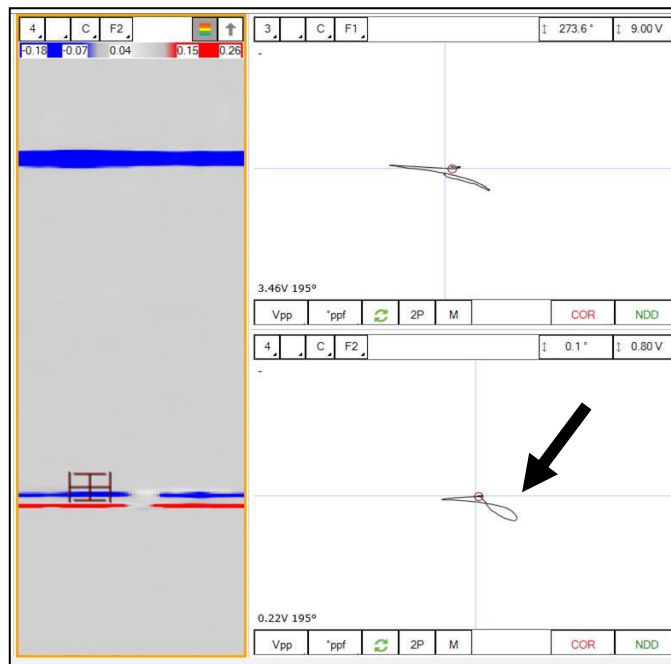 4 C F2
-0.18 -0.07 0.04 0.15 0.26
3 C F1 273.6° 9.00 V
-
3.46V 195°
Vpp °ppf 2P M COR NDD
4 C F2 0.1° 0.80 V
-
0.22V 195°
Vpp °ppf 2P M COR NDD